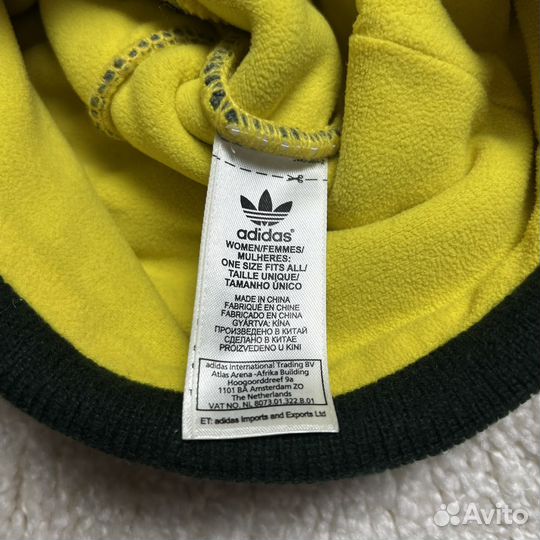 adidas®
WOMEN/FEMMES/
MULHERES:
ONE SIZE FITS ALL/
TAILLE UNIQUE/
TAMANHO ÚNICO
MADE IN CHINA
FABRIQUÉ EN CHINE
FABRICADO EN CHINA
GYÁRTVA: KÍNA
ПРОИЗВЕДЕНО В КИТАЙ
СДЕЛАНО В КИТАЕ
PROIZVEDENO U KINI
adidas International Trading BV
Atlas Arena -Afrika Building
Hoogoorddreef 9a
1101 BA Amsterdam ZO
The Netherlands
VAT NO. NL 8073.01.322.B.01
ET: adidas Imports and Exports Ltd
Avito